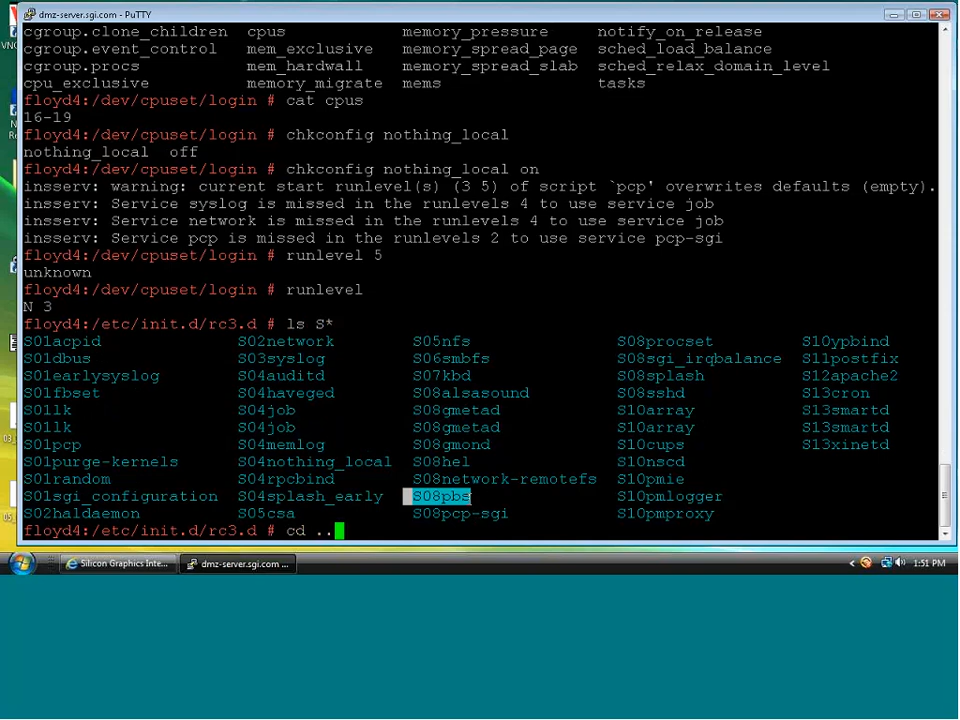 dmz-server.sgi.com - PuTTY
cgroup.clone_children cpus memory_pressure notify_on_release
cgroup.event_control mem_exclusive memory_spread_page sched_load_balance
cgroup.procs mem_hardwall memory_spread_slab sched_relax_domain_level
cpu_exclusive memory_migrate mems tasks
floyd4:/dev/cpuset/login # cat cpus
16-19
floyd4:/dev/cpuset/login # chkconfig nothing_local
nothing_local off
floyd4:/dev/cpuset/login # chkconfig nothing_local on
insserv: warning: current start runlevel(s) (3 5) of script `pcp' overwrites defaults (empty).
insserv: Service syslog is missed in the runlevels 4 to use service job
insserv: Service network is missed in the runlevels 4 to use service job
insserv: Service pcp is missed in the runlevels 2 to use service pcp-sgi
floyd4:/dev/cpuset/login # runlevel 5
unknown
floyd4:/dev/cpuset/login # runlevel
N 3
floyd4:/etc/init.d/rc3.d # ls S*
S01acpid S02network S05nfs S08procset S10ypbind
S01dbus S03syslog S06smbfs S08sgi_irqbalance S11postfix
S01earlysyslog S04auditd S07kbd S08splash S12apache2
S01fbset S04haveged S08alsasound S08sshd S13cron
S01lk S04job S08gmetad S10array S13smartd
S01lk S04job S08gmetad S10array S13smartd
S01pcp S04memlog S08gmond S10cups S13xinetd
S01purge-kernels S04nothing_local S08hel S10nscd
S01random S04rpcbind S08network-remotefs S10pmie
S01sgi_configuration S04splash_early S08pbs S10pmlogger
S02haldaemon S05csa S08pcp-sgi S10pmproxy
floyd4:/etc/init.d/rc3.d # cd ..
Silicon Graphics Inte... dmz-server.sgi.com ... 1:51 PM